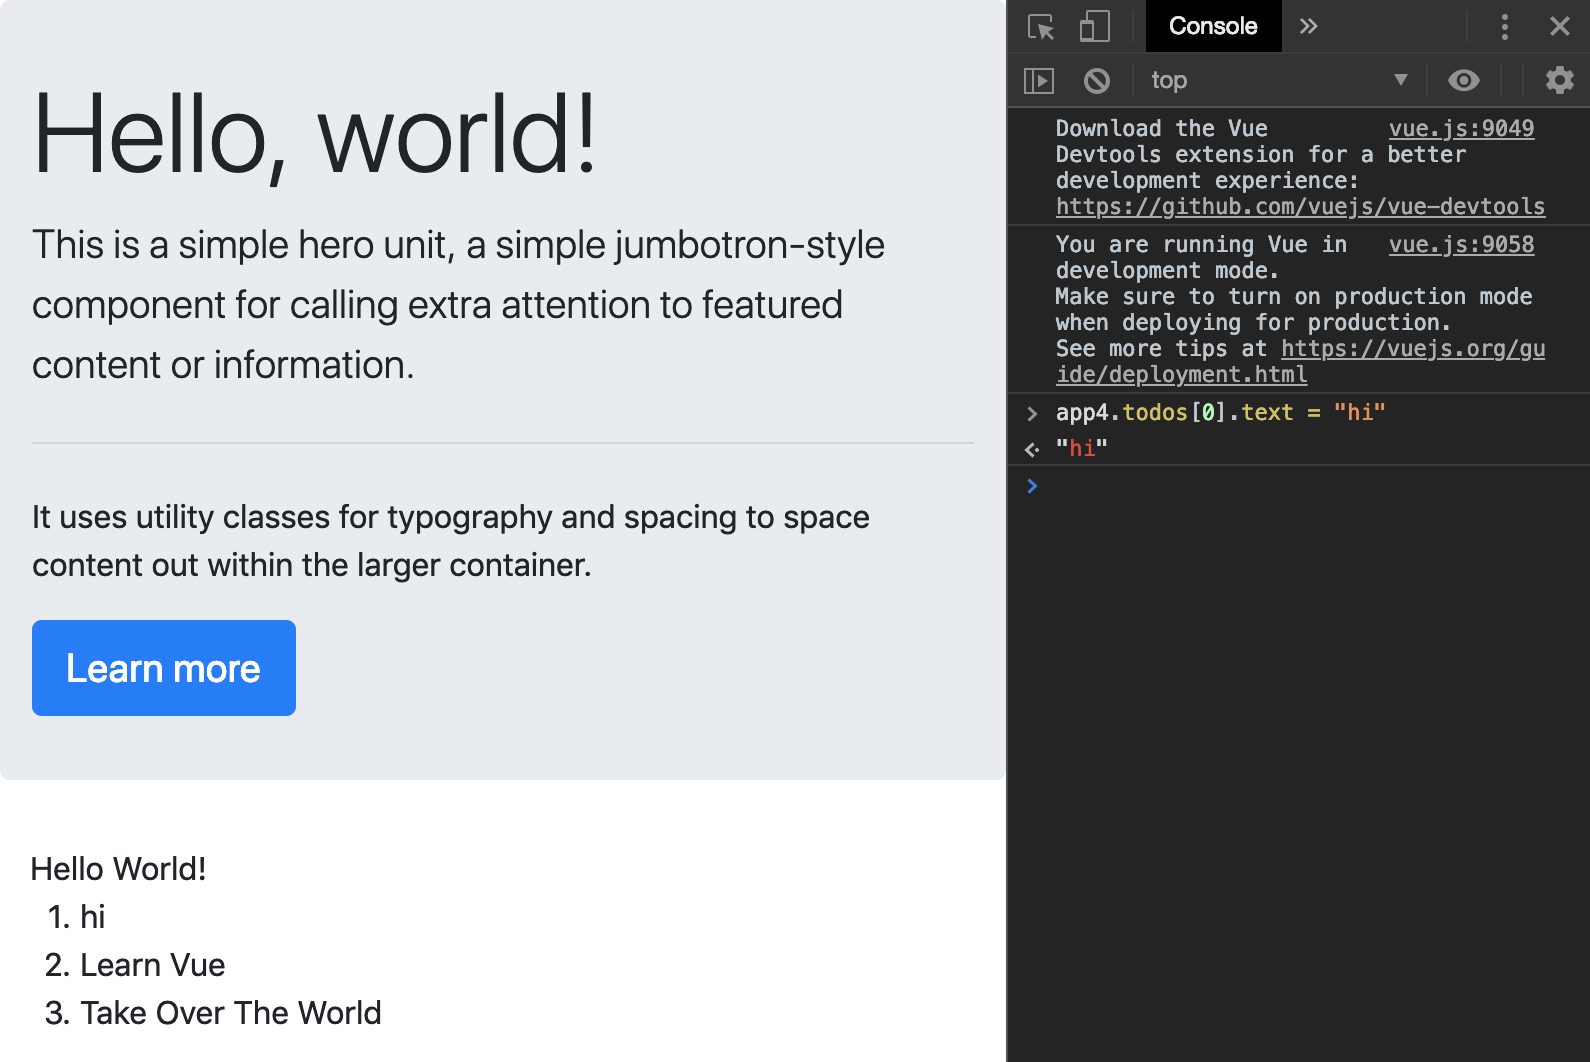 Hello, world!
This is a simple hero unit, a simple jumbotron-style
component for calling extra attention to featured
content or information.
It uses utility classes for typography and spacing to space
content out within the larger container.
Learn more
Hello World!
1. hi
2. Learn Vue
3. Take Over The World
Console
top
Download the Vue vue.js:9049
Devtools extension for a better
development experience:
https://github.com/vuejs/vue-devtools
You are running Vue in vue.js:9058
development mode.
Make sure to turn on production mode
when deploying for production.
See more tips at https://vuejs.org/gu
ide/deployment.html
> app4.todos[0].text = "hi"
"hi"
>